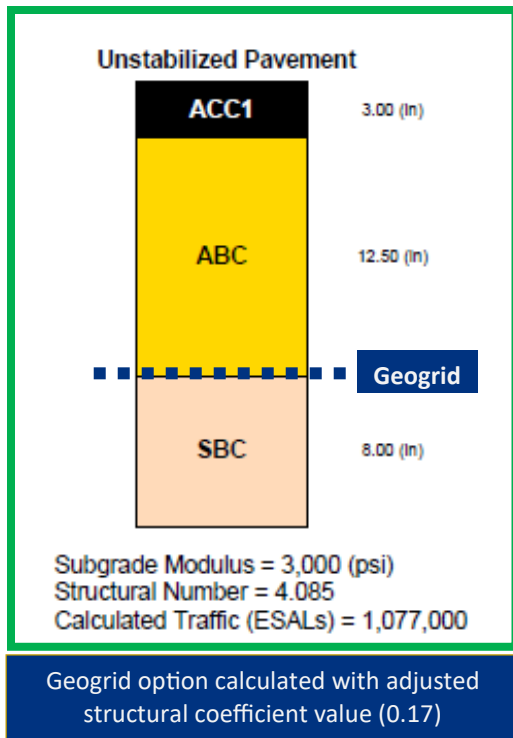 Unstabilized Pavement
ACC1 3.00 (in)
ABC 12.50 (in)
Geogrid
SBC 8.00 (in)
Subgrade Modulus = 3,000 (psi)
Structural Number = 4.085
Calculated Traffic (ESALs) = 1,077,000
Geogrid option calculated with adjusted
structural coefficient value (0.17)